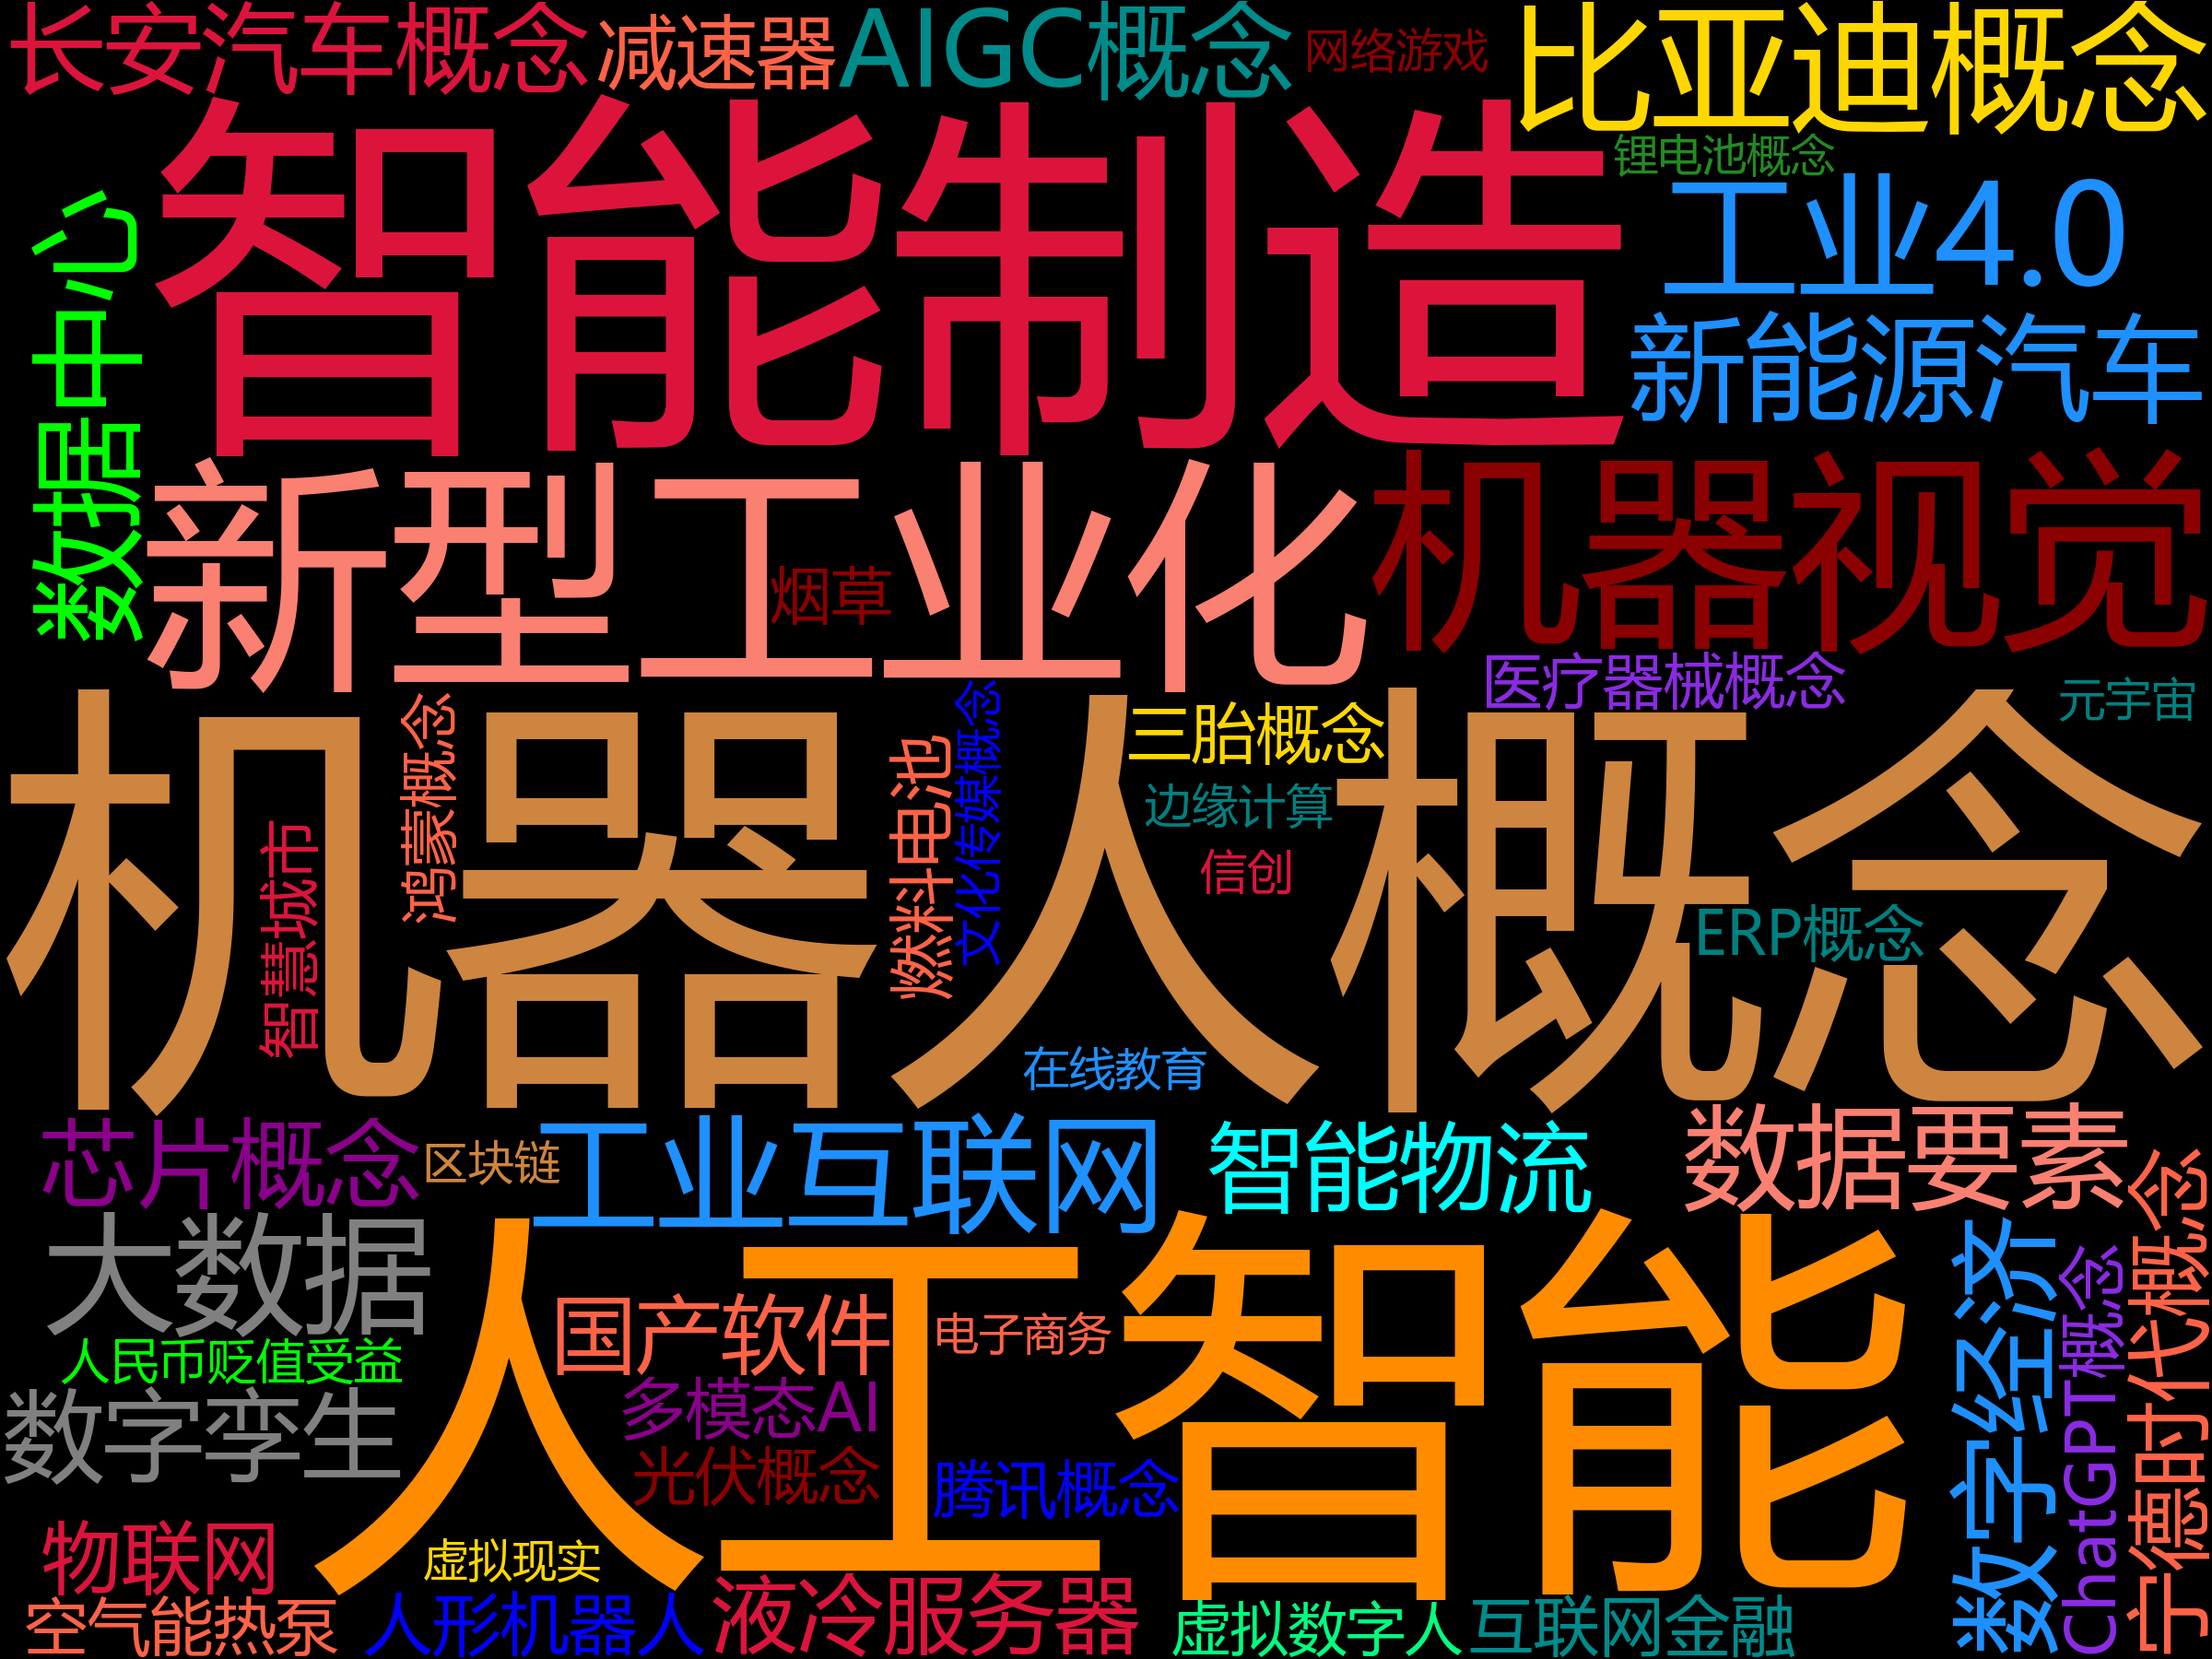 长安汽车概念
减速器
AIGC概念
网络游戏
比亚迪概念
锂电池概念
智能制造
工业4.0
数据中心
新能源汽车
新型工业化
机器视觉
烟草
医疗器械概念
元宇宙
机器人概念
鸿蒙概念
智慧城市
燃料电池
文化传媒概念
三胎概念
边缘计算
信创
ERP概念
在线教育
芯片概念
区块链
工业互联网
智能物流
数据要素
大数据
人工智能
国产软件
电子商务
人民币贬值受益
多模态AI
数字孪生
光伏概念
腾讯概念
数字经济
ChatGPT概念
宁德时代概念
物联网
虚拟现实
空气能热泵
人形机器人
液冷服务器
虚拟数字人
互联网金融